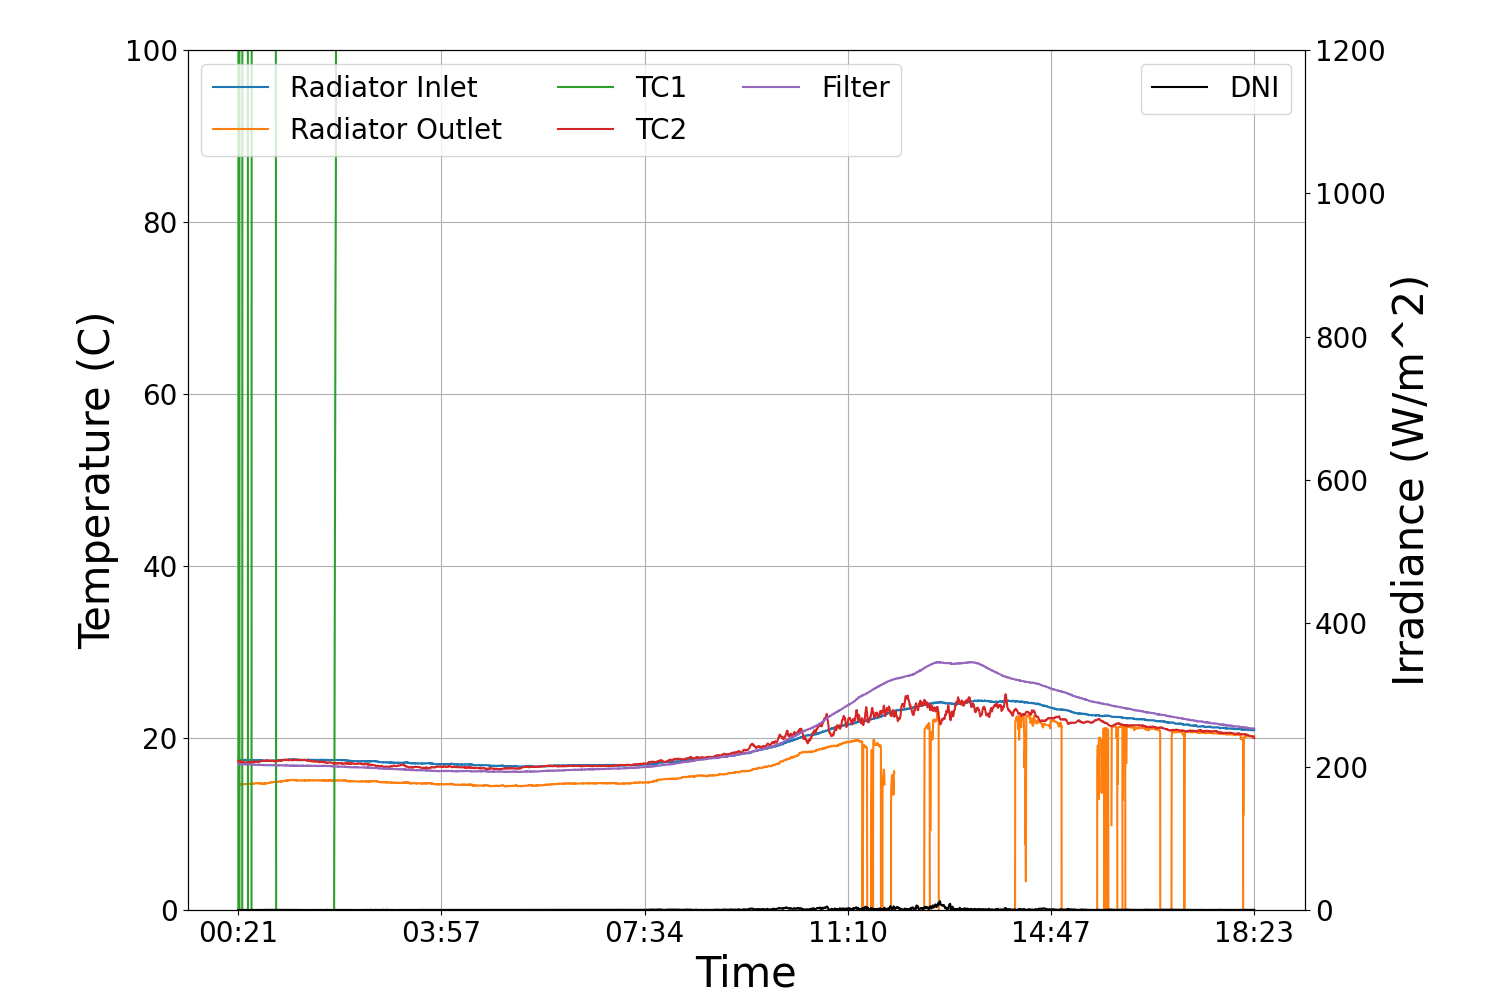 100
80
60
40
20
0
Temperature (C)
Radiator Inlet
Radiator Outlet
TC1
TC2
Filter
DNI
1200
1000
800
600
400
200
0
Irradiance (W/m^2)
00:21
03:57
07:34
11:10
14:47
18:23
Time